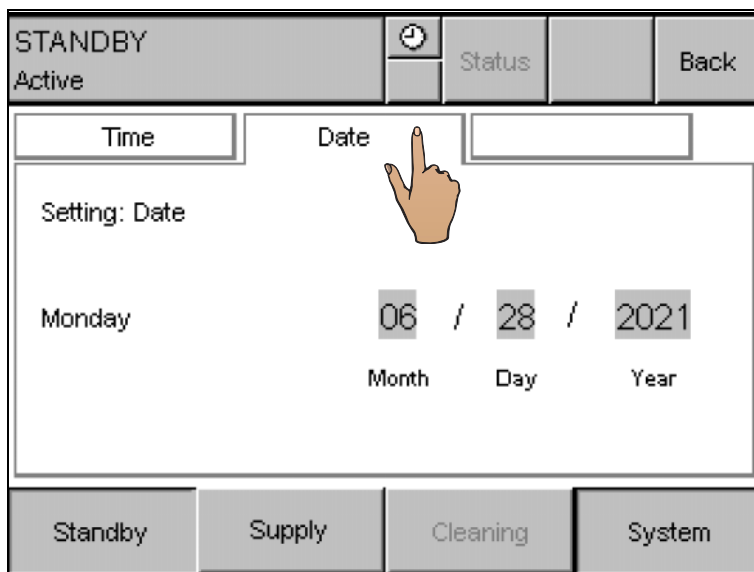 STANDBY
Active
Status
Back
Time
Date
Setting: Date
Monday
06 / 28 / 2021
Month Day Year
Standby
Supply
Cleaning
System